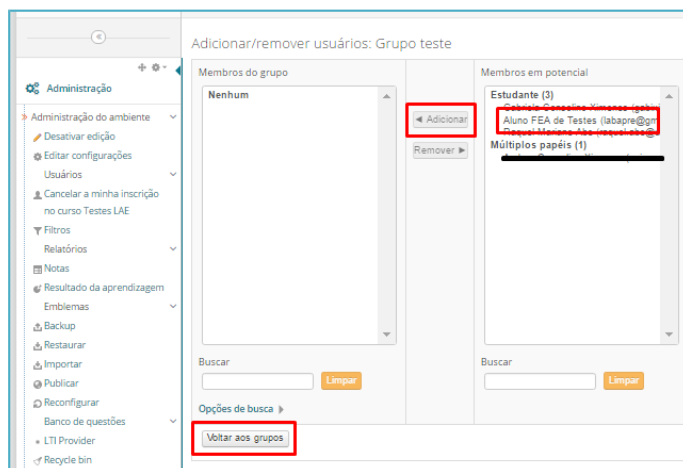 Adicionar/remover usuários: Grupo teste
Administração
Administração do ambiente
Desativar edição
Editar configurações
Usuários
Cancelar a minha inscrição
no curso Testes LAE
Filtros
Relatórios
Notas
Resultado da aprendizagem
Emblemas
Backup
Restaurar
Importar
Publicar
Reconfigurar
Banco de questões
LTI Provider
Recycle bin
Membros do grupo
Nenhum
Buscar
Limpar
Opções de busca
Voltar aos grupos
◄ Adicionar
Remover ►
Membros em potencial
Estudante (3)
Aluno FEA de Testes (labapre@gm
Múltiplos papéis (1)
Buscar
Limpar